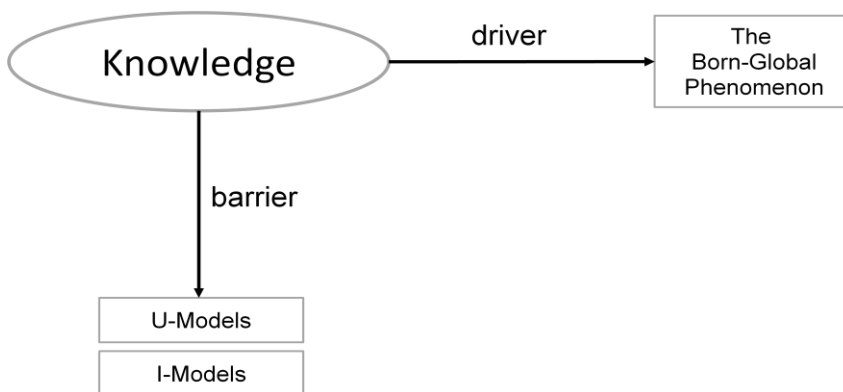 Knowledge
driver
The
Born-Global
Phenomenon
barrier
U-Models
I-Models